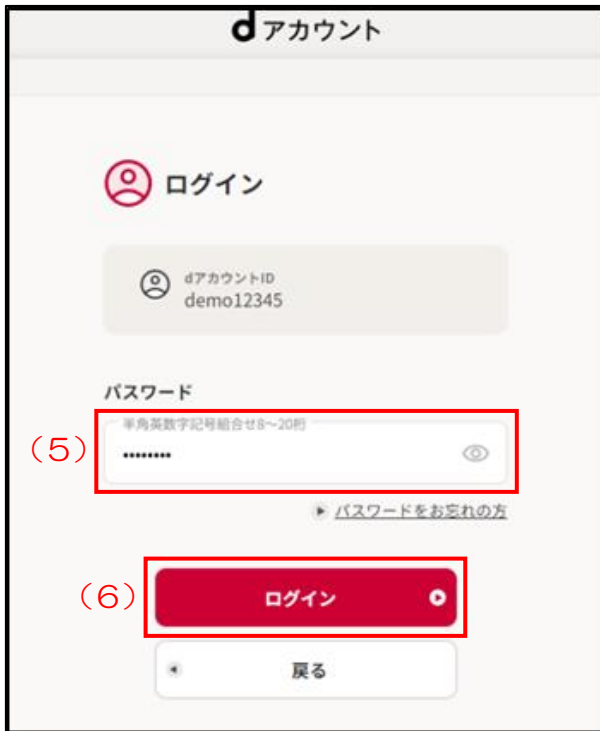 dアカウント
ログイン
dアカウントID
demo12345
パスワード
半角英数字記号組合せ8～20桁
（5）
••••••••
パスワードをお忘れの方
（6）
ログイン
戻る